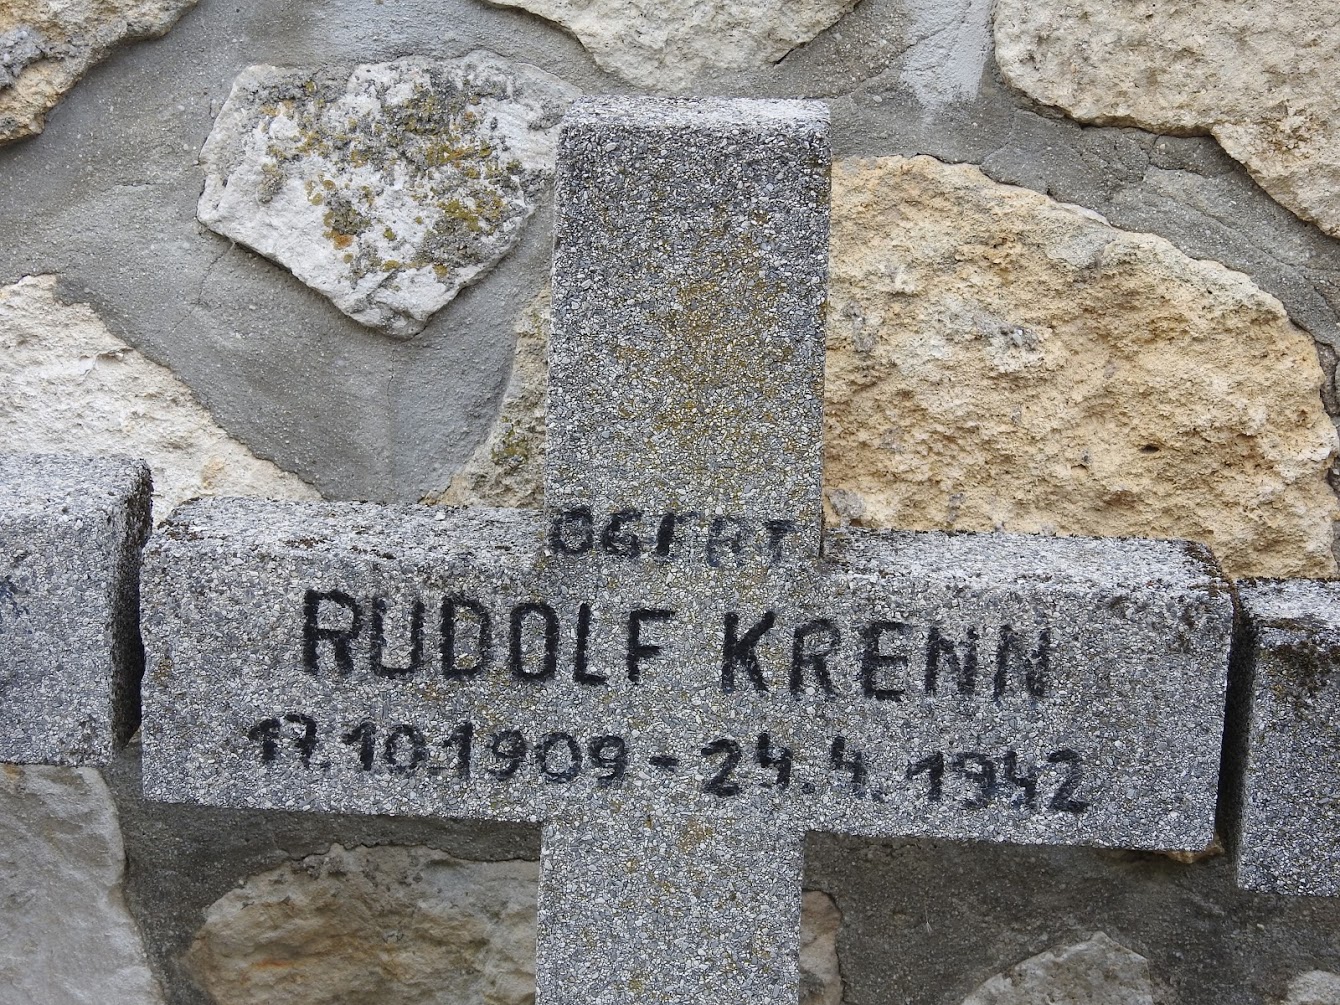 OGFRT
RUDOLF KRENN
17.10.1909 - 24.4.1942